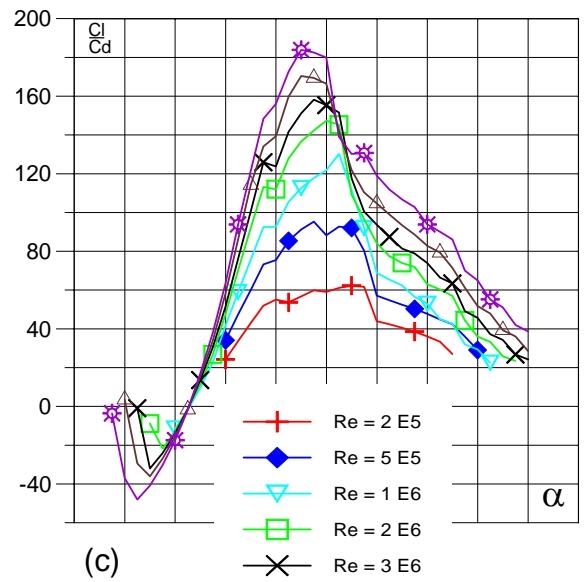 200
Cl
Cd
160
120
80
40
0
-40
α
(c)
Re = 2 E5
Re = 5 E5
Re = 1 E6
Re = 2 E6
Re = 3 E6